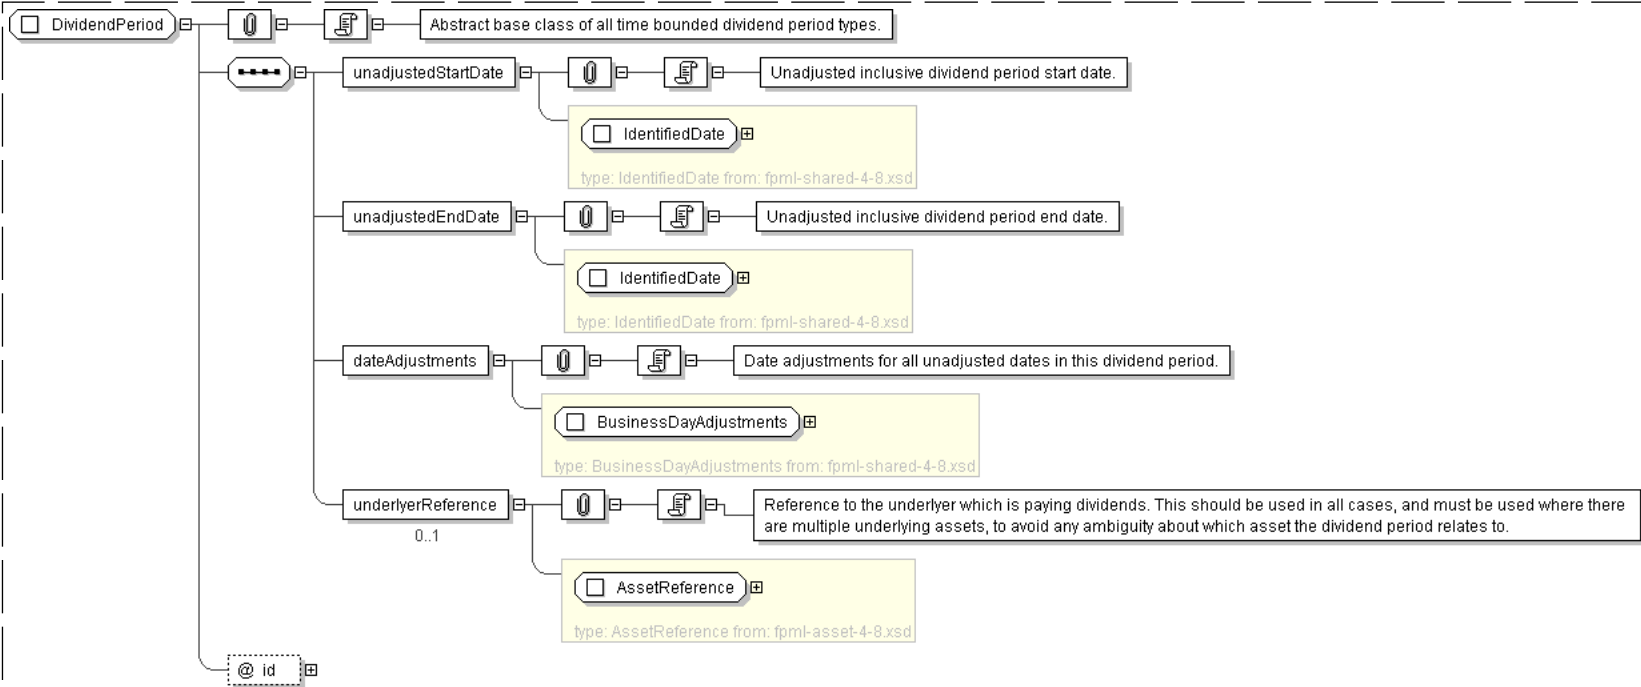 DividendPeriod
Abstract base class of all time bounded dividend period types.
unadjustedStartDate
Unadjusted inclusive dividend period start date.
IdentifiedDate
type: IdentifiedDate from: fpml-shared-4-8.xsd
unadjustedEndDate
Unadjusted inclusive dividend period end date.
IdentifiedDate
type: IdentifiedDate from: fpml-shared-4-8.xsd
dateAdjustments
Date adjustments for all unadjusted dates in this dividend period.
BusinessDayAdjustments
type: BusinessDayAdjustments from: fpml-shared-4-8.xsd
underlyerReference
0..1
Reference to the underlyer which is paying dividends. This should be used in all cases, and must be used where there
are multiple underlying assets, to avoid any ambiguity about which asset the dividend period relates to.
AssetReference
type: AssetReference from: fpml-asset-4-8.xsd
@ id